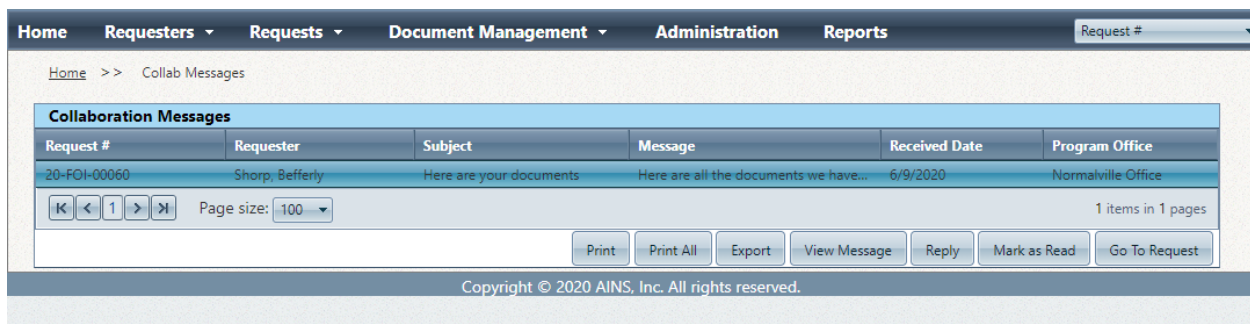 Home Requesters Requests Document Management Administration Reports Request #
Home >> Collab Messages
Collaboration Messages
Request # Requester Subject Message Received Date Program Office
20-FOI-00060 Shorp, Befferly Here are your documents Here are all the documents we have... 6/9/2020 Normalville Office
1 Page size: 100 1 items in 1 pages
Print Print All Export View Message Reply Mark as Read Go To Request
Copyright © 2020 AINS, Inc. All rights reserved.